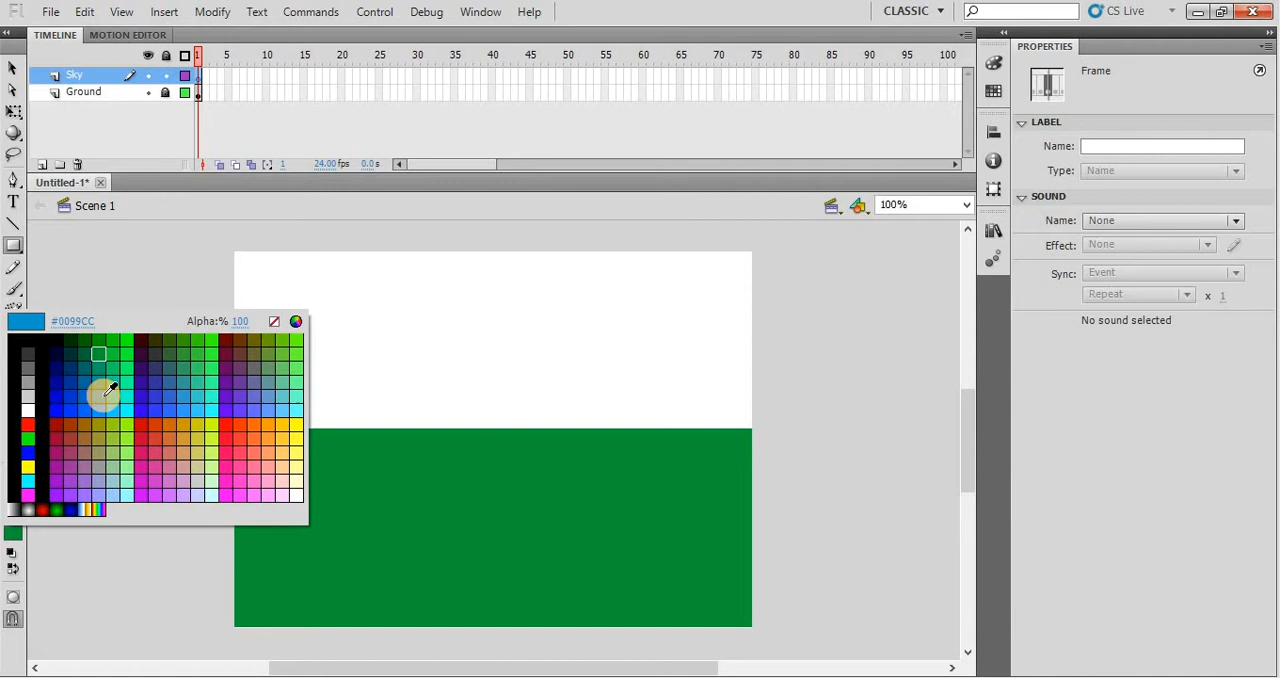 Fl File Edit View Insert Modify Text Commands Control Debug Window Help CLASSIC CS Live
TIMELINE MOTION EDITOR
1 5 10 15 20 25 30 35 40 45 50 55 60 65 70 75 80 85 90 95 100
Sky
Ground
1 24.00 fps 0.0 s
Untitled-1*
Scene 1 100%
#0099CC Alpha:% 100
PROPERTIES
Frame
LABEL
Name:
Type: Name
SOUND
Name: None
Effect: None
Sync: Event
Repeat x 1
No sound selected
T